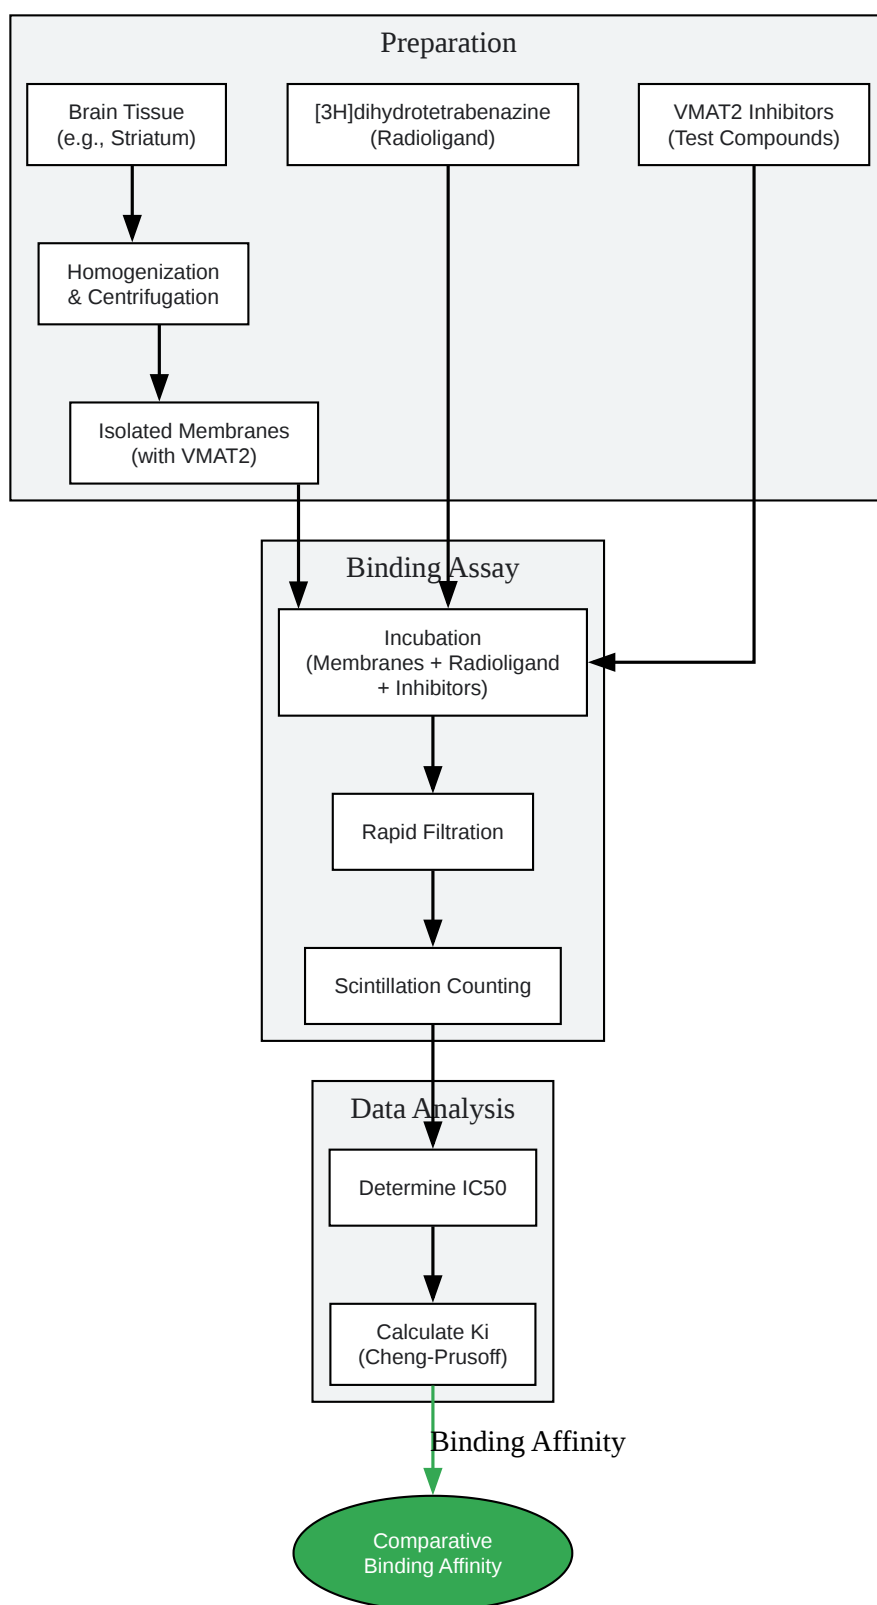 Preparation
Brain Tissue
(e.g., Striatum)
[3H]dihydrotetrabenazine
(Radioligand)
VMAT2 Inhibitors
(Test Compounds)
Homogenization
& Centrifugation
Isolated Membranes
(with VMAT2)
Binding Assay
Incubation
(Membranes + Radioligand
+ Inhibitors)
Rapid Filtration
Scintillation Counting
Data Analysis
Determine IC50
Calculate Ki
(Cheng-Prusoff)
Binding Affinity
Comparative
Binding Affinity